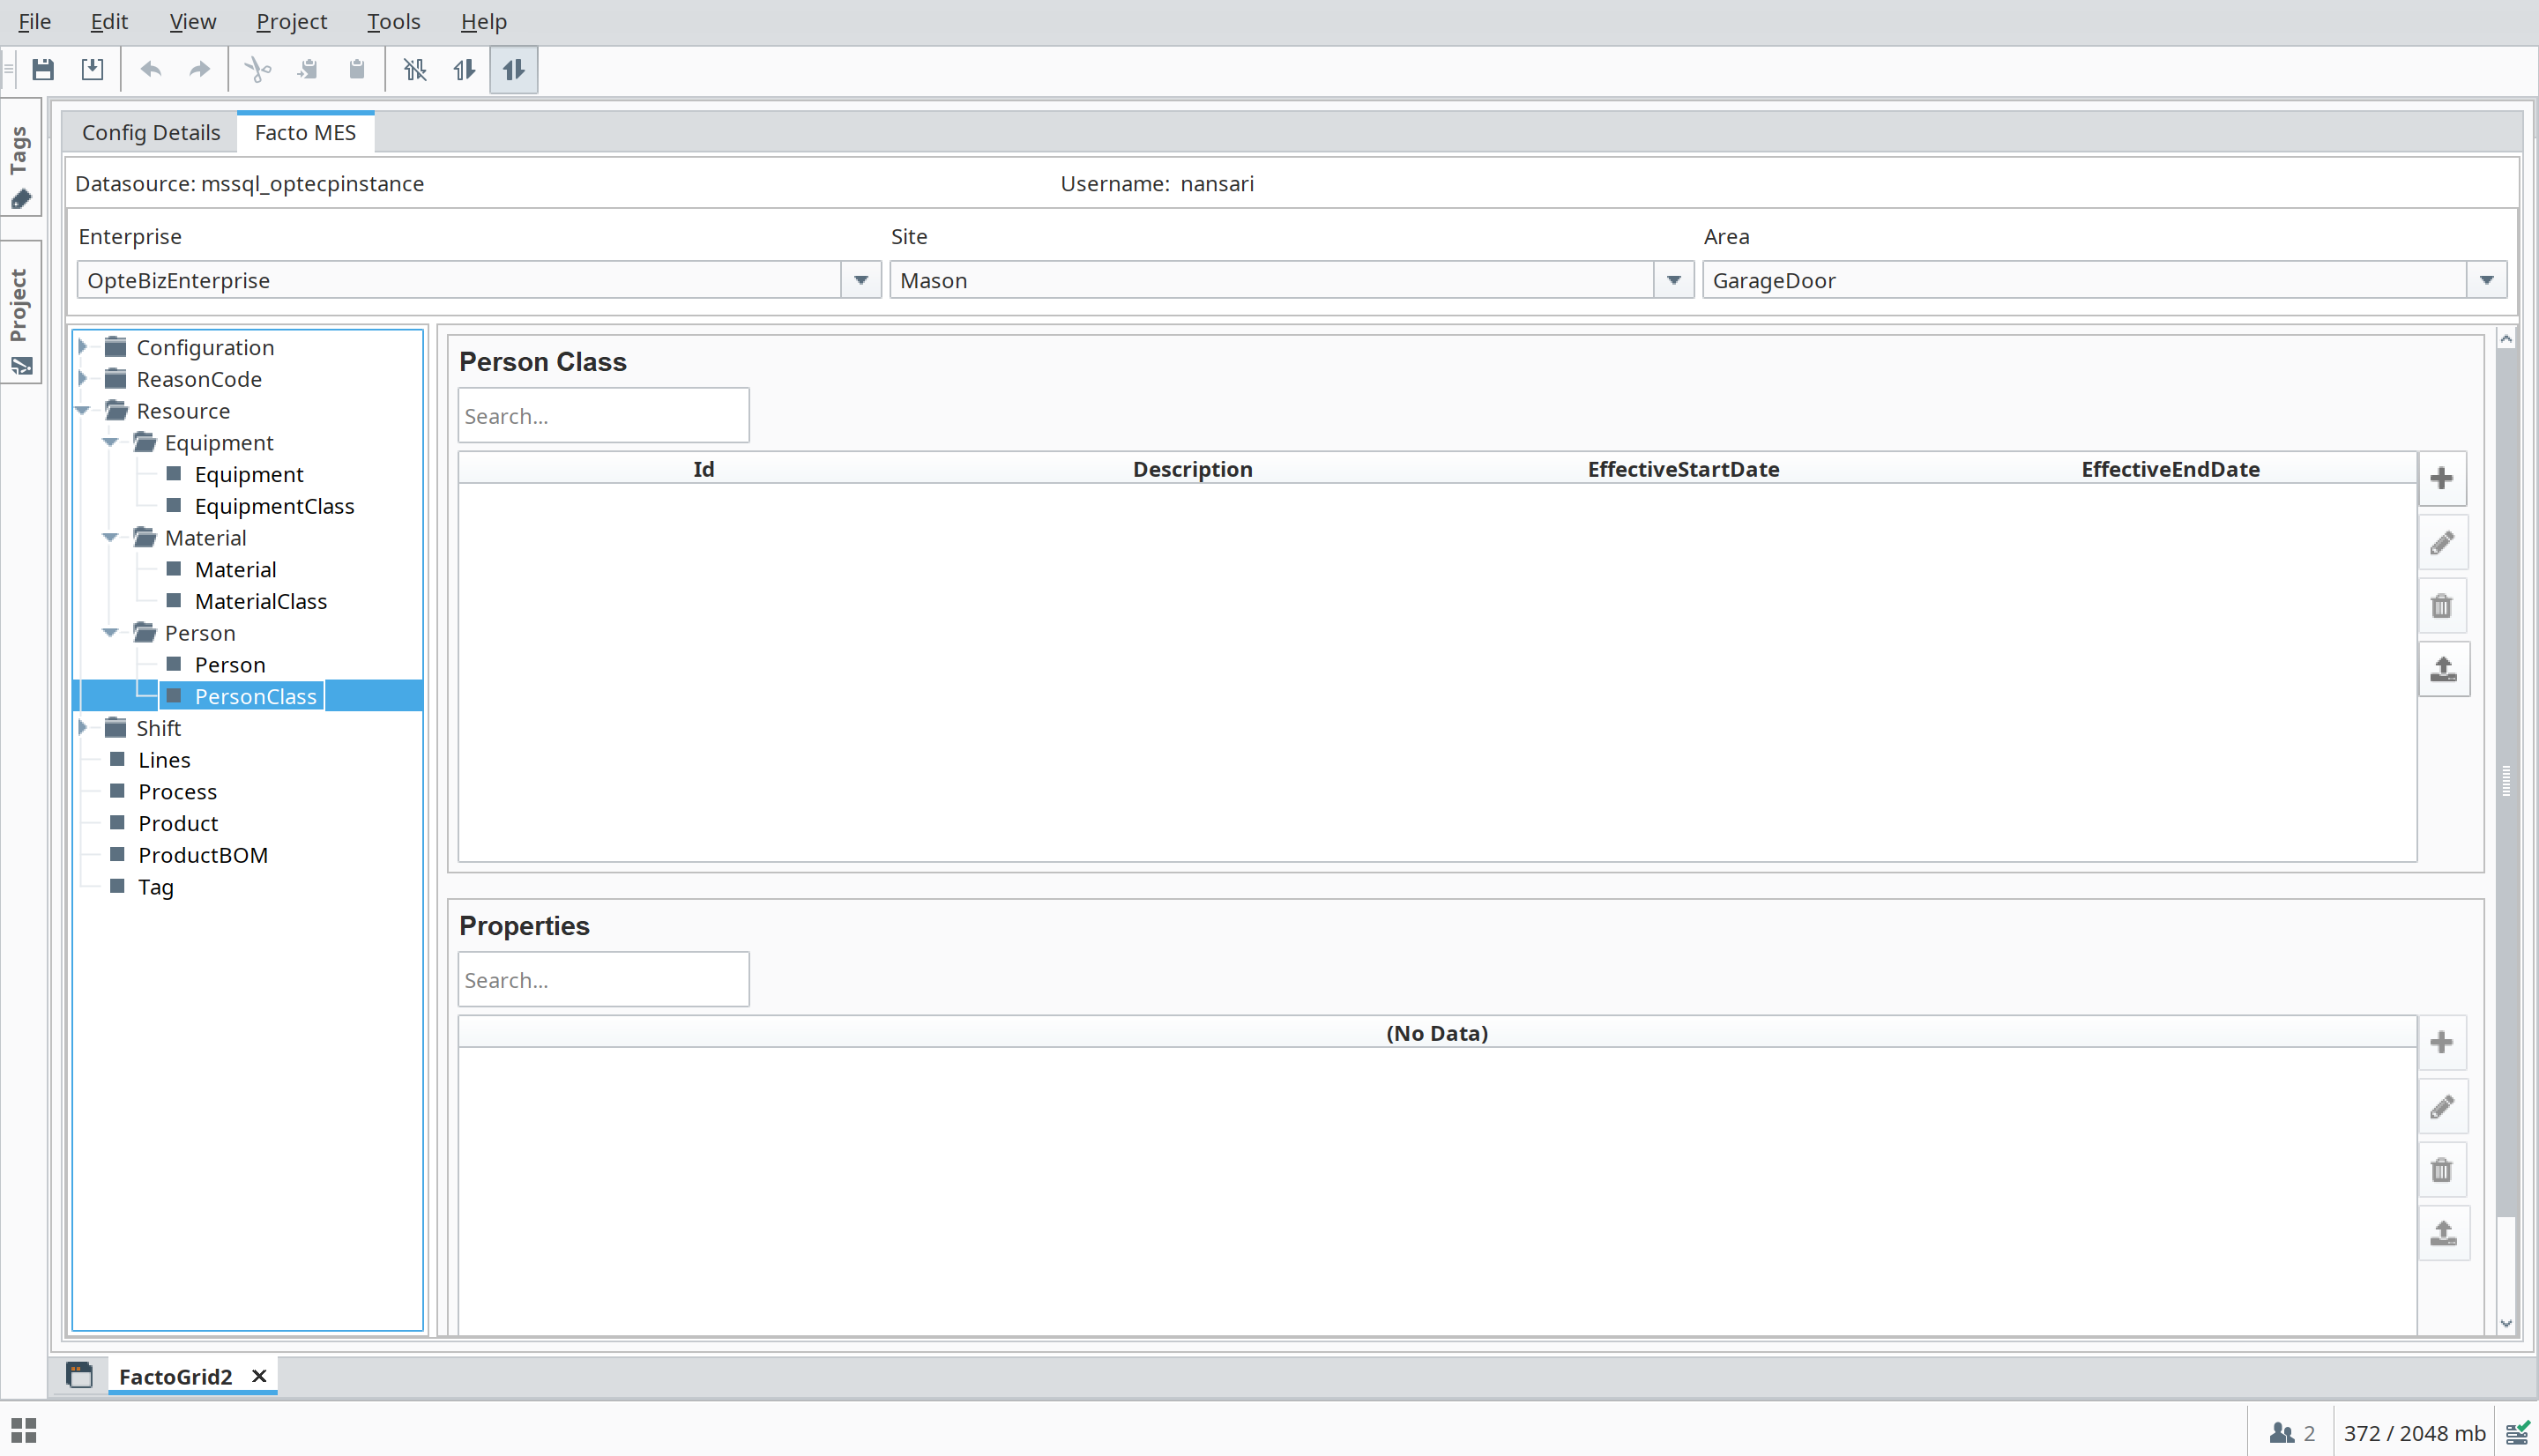 File Edit View Project Tools Help
Tags
Project
Config Details Facto MES
Datasource: mssql_optecpinstance Username: nansari
Enterprise Site Area
OpteBizEnterprise Mason GarageDoor
Configuration
ReasonCode
Resource
Equipment
Equipment
EquipmentClass
Material
Material
MaterialClass
Person
Person
PersonClass
Shift
Lines
Process
Product
ProductBOM
Tag
Person Class
Search...
Id Description EffectiveStartDate EffectiveEndDate
Properties
Search...
(No Data)
FactoGrid2
2 372 / 2048 mb